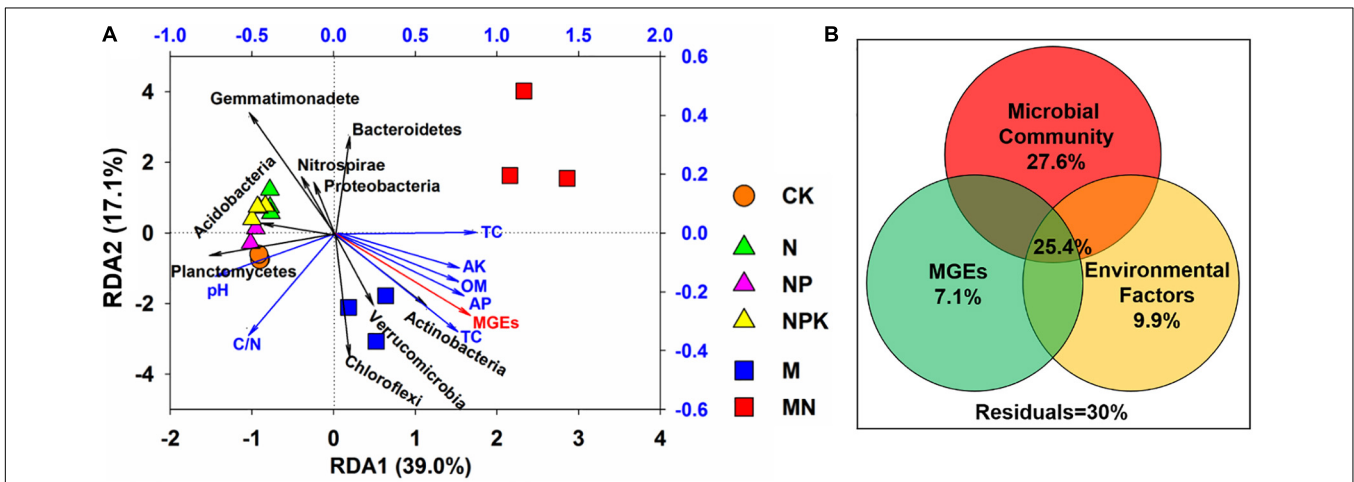 A
-1.0 -0.5 0.0 0.5 1.0 1.5 2.0
0.6
0.4
0.2
0.0
-0.2
-0.4
-0.6
4
2
0
-2
-4
-2 -1 0 1 2 3 4
RDA2 (17.1%)
RDA1 (39.0%)
Gemmatimonadete
Bacteroidetes
Nitrospirae
Proteobacteria
Acidobacteria
Planctomycetes
pH
C/N
TC
AK
OM
AP
MGEs
TC
Actinobacteria
Verrucomicrobia
Chloroflexi
CK
N
NP
NPK
M
MN
B
Microbial
Community
27.6%
25.4%
MGEs
7.1%
Environmental
Factors
9.9%
Residuals=30%